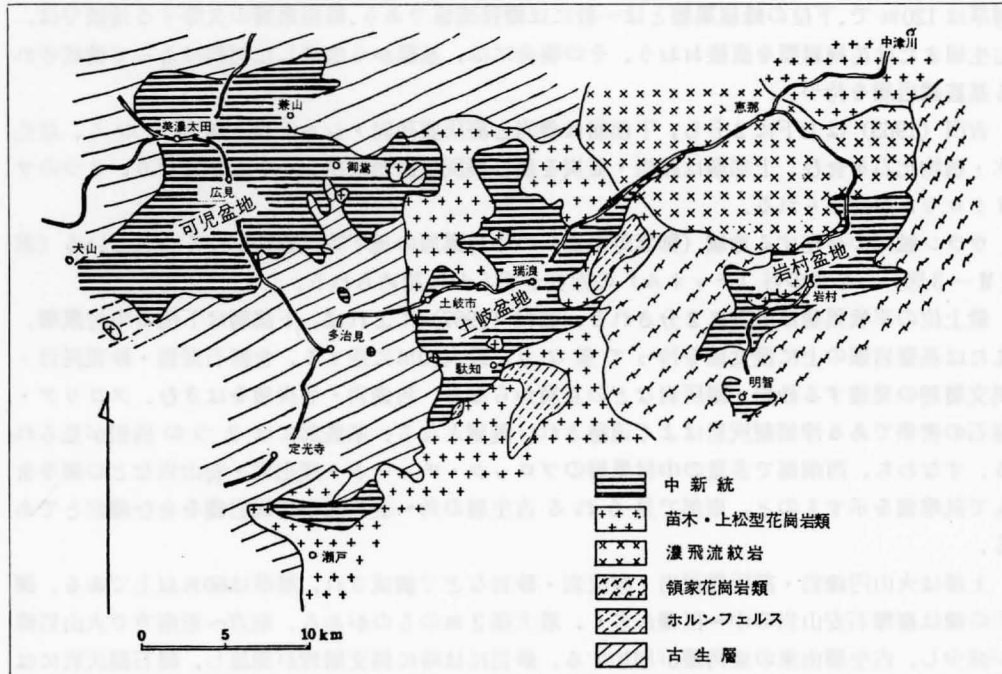 中津川
恵那
兼山
美濃太田
御嵩
広見
可児盆地
犬山
瑞浪
土岐市
土岐盆地
岩村盆地
岩村
多治見
駄知
明智
定光寺
瀬戸
0 5 10 km
中新統
苗木・上松型花崗岩類
濃飛流紋岩
領家花崗岩類
ホルンフェルス
古生層